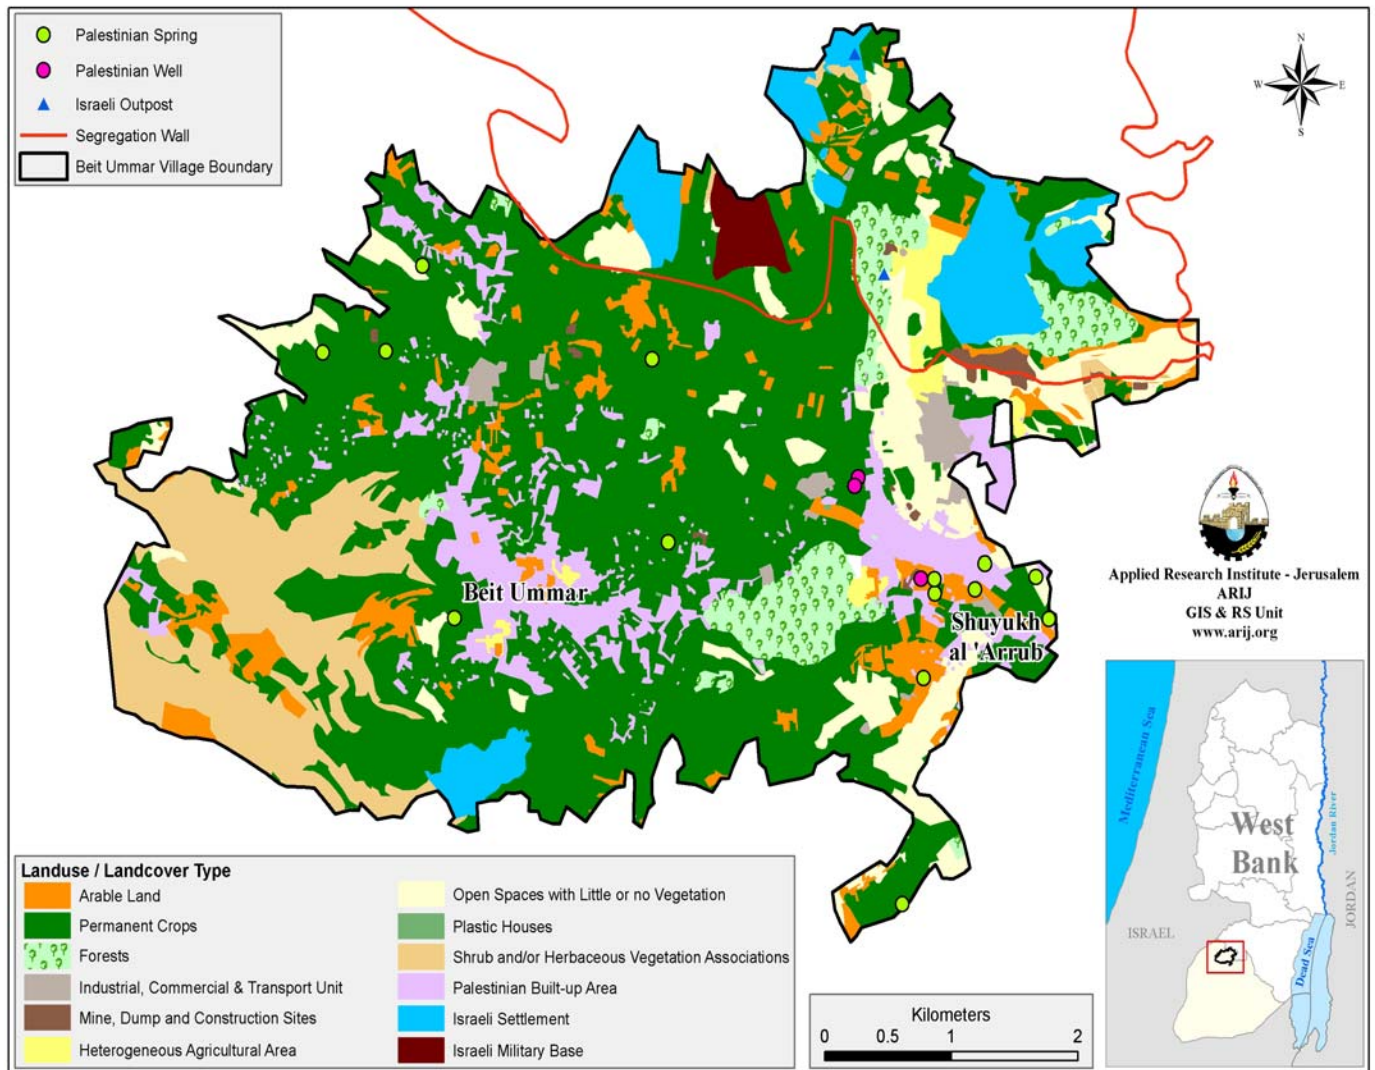 Palestinian Spring
Palestinian Well
Israeli Outpost
Segregation Wall
Beit Ummar Village Boundary
N
W
E
S
Beit Ummar
Shuyukh
al 'Arrub
Applied Research Institute - Jerusalem
ARIJ
GIS & RS Unit
www.arij.org
Mediterranean Sea
West
Bank
Jordan River
JORDAN
ISRAEL
Dead Sea
Landuse / Landcover Type
Arable Land
Permanent Crops
Forests
Industrial, Commercial & Transport Unit
Mine, Dump and Construction Sites
Heterogeneous Agricultural Area
Open Spaces with Little or no Vegetation
Plastic Houses
Shrub and/or Herbaceous Vegetation Associations
Palestinian Built-up Area
Israeli Settlement
Israeli Military Base
Kilometers
0 0.5 1 2